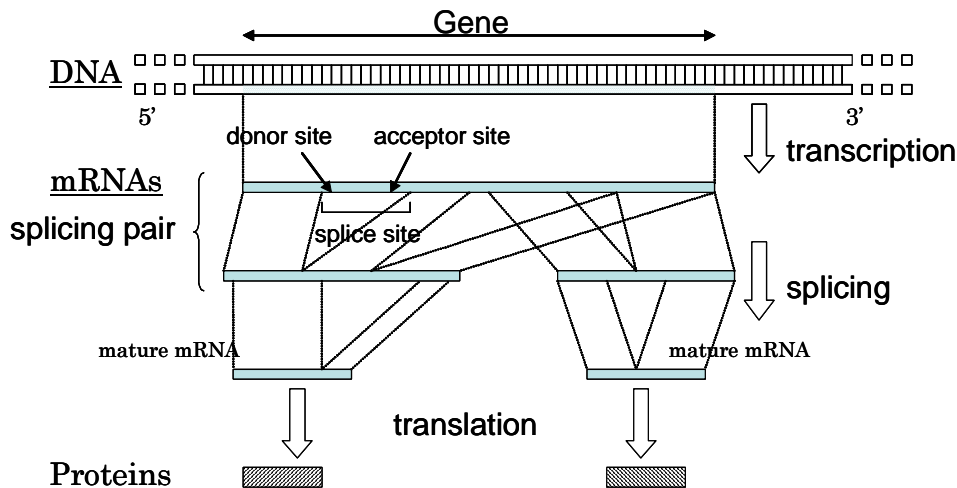 Gene
DNA
5’
3’
donor site
acceptor site
transcription
mRNAs
splicing pair
splice site
splicing
mature mRNA
mature mRNA
translation
Proteins